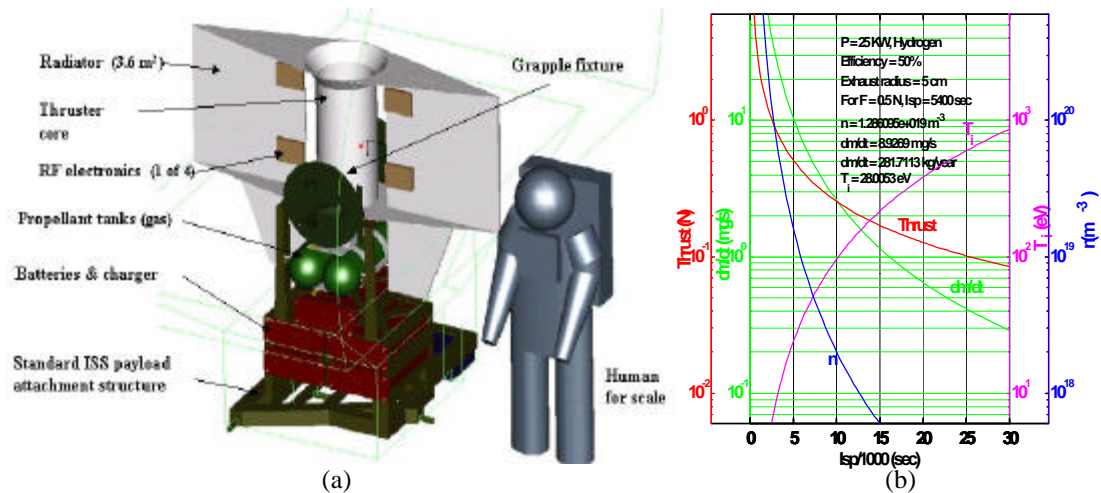 Radiator (3.6 m²)
Thruster
core
RF electronics (1 of 4)
Propellant tanks (gas)
Batteries & charger
Standard ISS payload
attachment structure
Grapple fixture
Human
for scale
(a)
P = 25 KW, Hydrogen
Efficiency = 50%
Exhaust radius = 5 cm
For F = 0.5 N, Isp = 5400 sec
n = 1.286095e+019 m⁻³
dm/dt = 8.9269 mg/s
dm/dt = 281.7113 kg/year
Tᵢ = 28.0053 eV
Tᵢ
Thrust
dm/dt
n
Thrust (N)
10⁰
10⁻¹
10⁻²
dm/dt (mg/s)
10¹
10⁰
10⁻¹
Tᵢ (eV)
10³
10²
10¹
n(m⁻³)
10²⁰
10¹⁹
10¹⁸
0 5 10 15 20 25 30
Isp/1000 (sec)
(b)